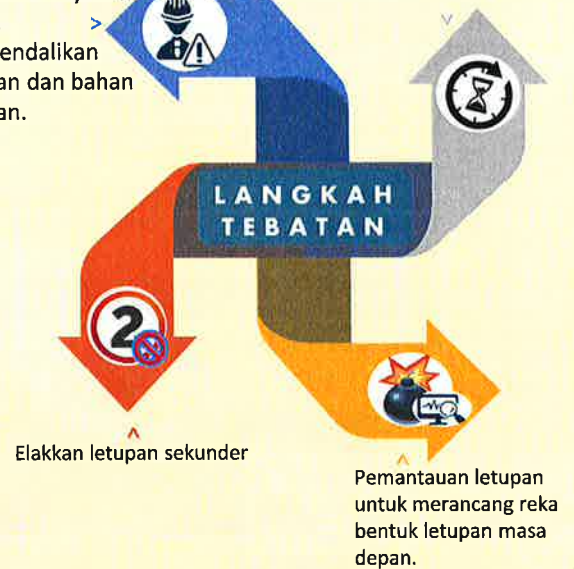 endalikan
an dan bahan
an.
LANGKAH
TEBATAN
2
Elakkan letupan sekunder
Pemantauan letupan
untuk merancang reka
bentuk letupan masa
depan.